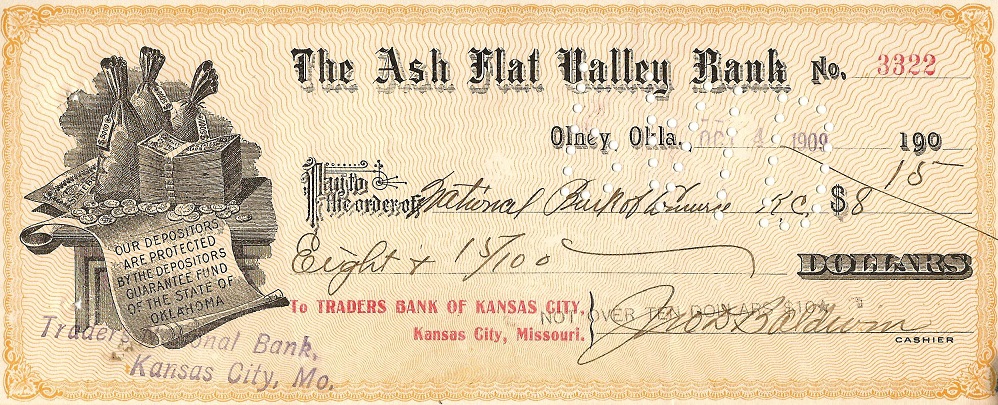 The Ash Flat Valley Bank No. 3322
Olney, Okla. OCT 4 1909 190
Pay to the order of National Bank of Commerce K.C. $8 15
Eight & 15/100 DOLLARS
OUR DEPOSITORS
ARE PROTECTED
BY THE DEPOSITORS
GUARANTEE FUND
OF THE STATE OF
OKLAHOMA
To TRADERS BANK OF KANSAS CITY,
Kansas City, Missouri.
NOT OVER TEN DOLLARS $10
Jno D Baldwin
CASHIER
Traders National Bank,
Kansas City, Mo.